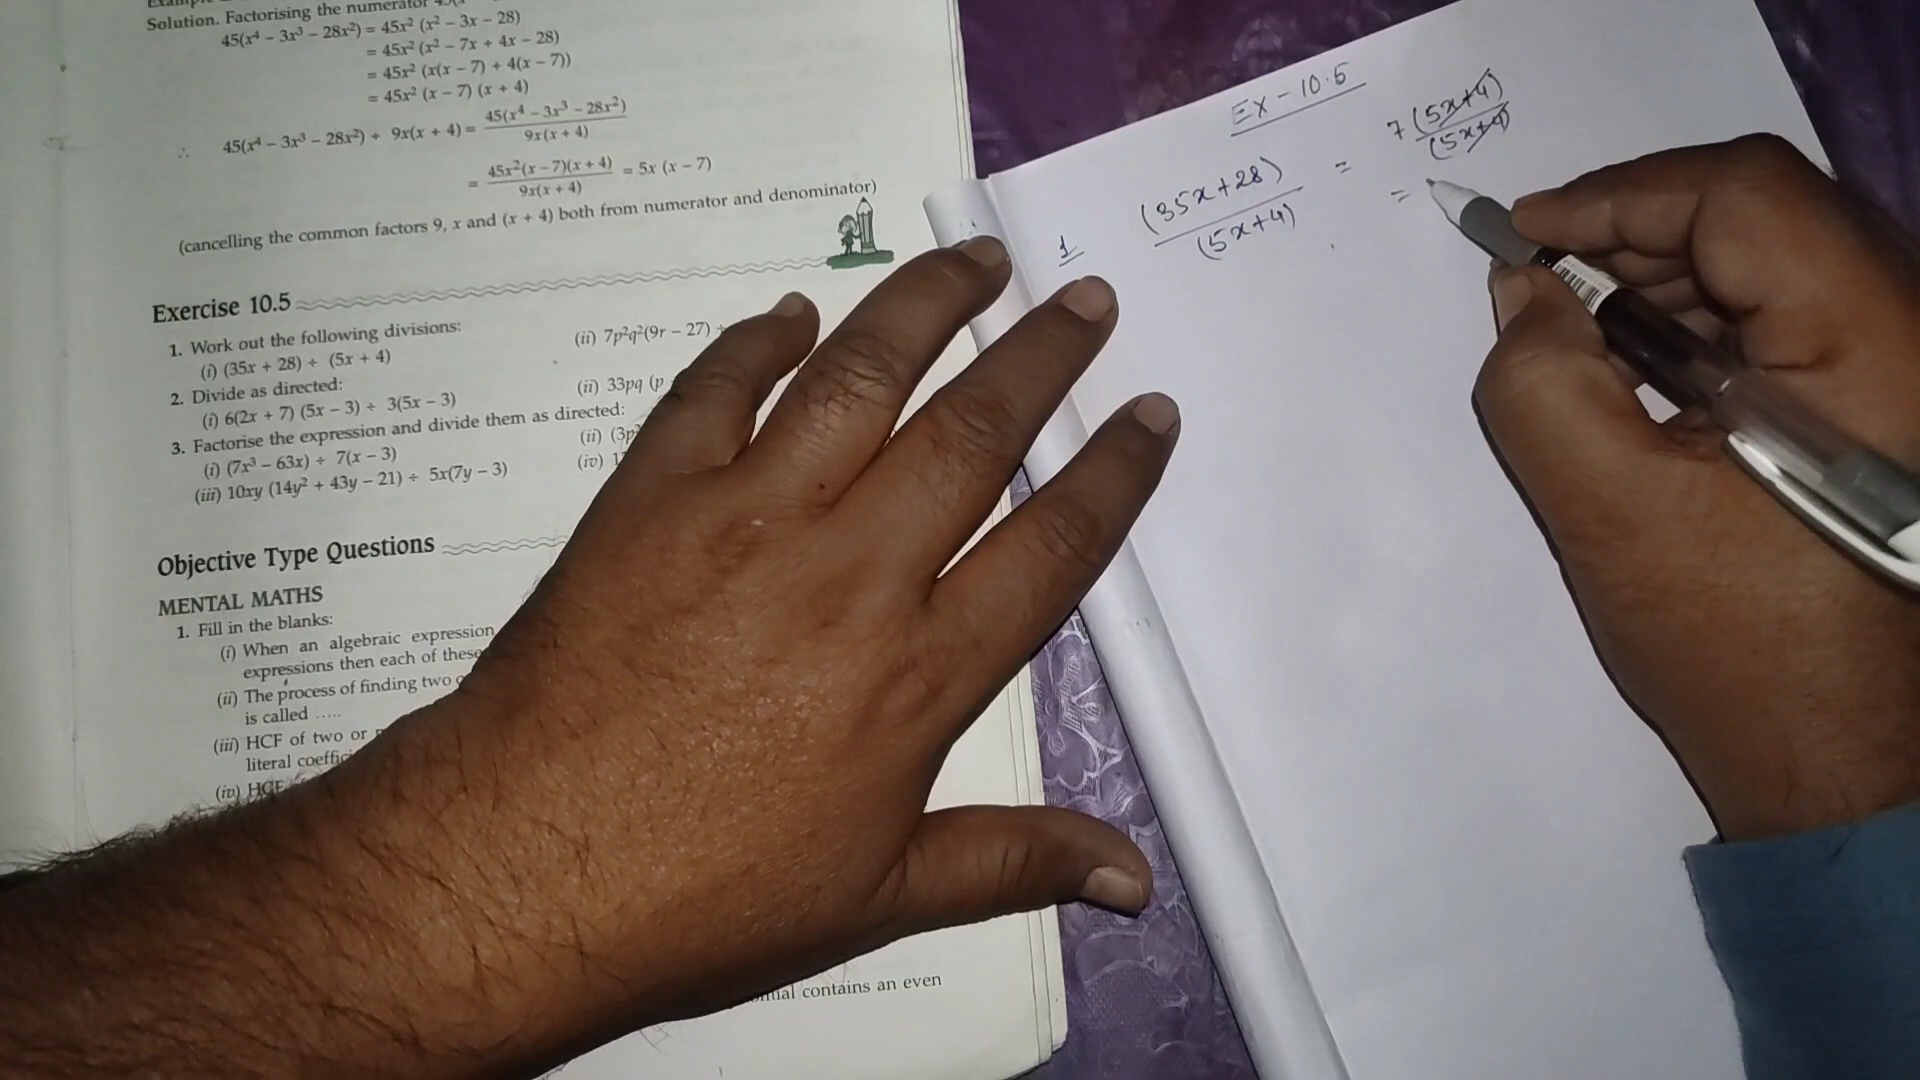 Solution. Factorising the numerator
45(x⁴ – 3x³ – 28x²) = 45x² (x² – 3x – 28)
= 45x² (x² – 7x + 4x – 28)
= 45x² (x(x – 7) + 4(x – 7))
= 45x² (x – 7) (x + 4)
∴ 45(x⁴ – 3x³ – 28x²) ÷ 9x(x + 4) = 45(x⁴ – 3x³ – 28x²) / 9x(x + 4)
= 45x²(x – 7)(x + 4) / 9x(x + 4) = 5x (x – 7)
(cancelling the common factors 9, x and (x + 4) both from numerator and denominator)
Exercise 10.5
1. Work out the following divisions:
(i) (35x + 28) ÷ (5x + 4) (ii) 7p²q²(9r – 27) ÷
2. Divide as directed:
(i) 6(2x + 7) (5x – 3) ÷ 3(5x – 3) (ii) 33pq (p
3. Factorise the expression and divide them as directed:
(i) (7x³ – 63x) ÷ 7(x – 3) (ii) (3p²
(iii) 10xy (14y² + 43y – 21) ÷ 5x(7y – 3) (iv)
Objective Type Questions
MENTAL MATHS
1. Fill in the blanks:
(i) When an algebraic expression
expressions then each of these
(ii) The process of finding two
is called .....
(iii) HCF of two or
literal
(iv) HCF
contains an even
EX – 10.5
1 (35x+28) / (5x+4) = 7(5x+4) / (5x+4)
=